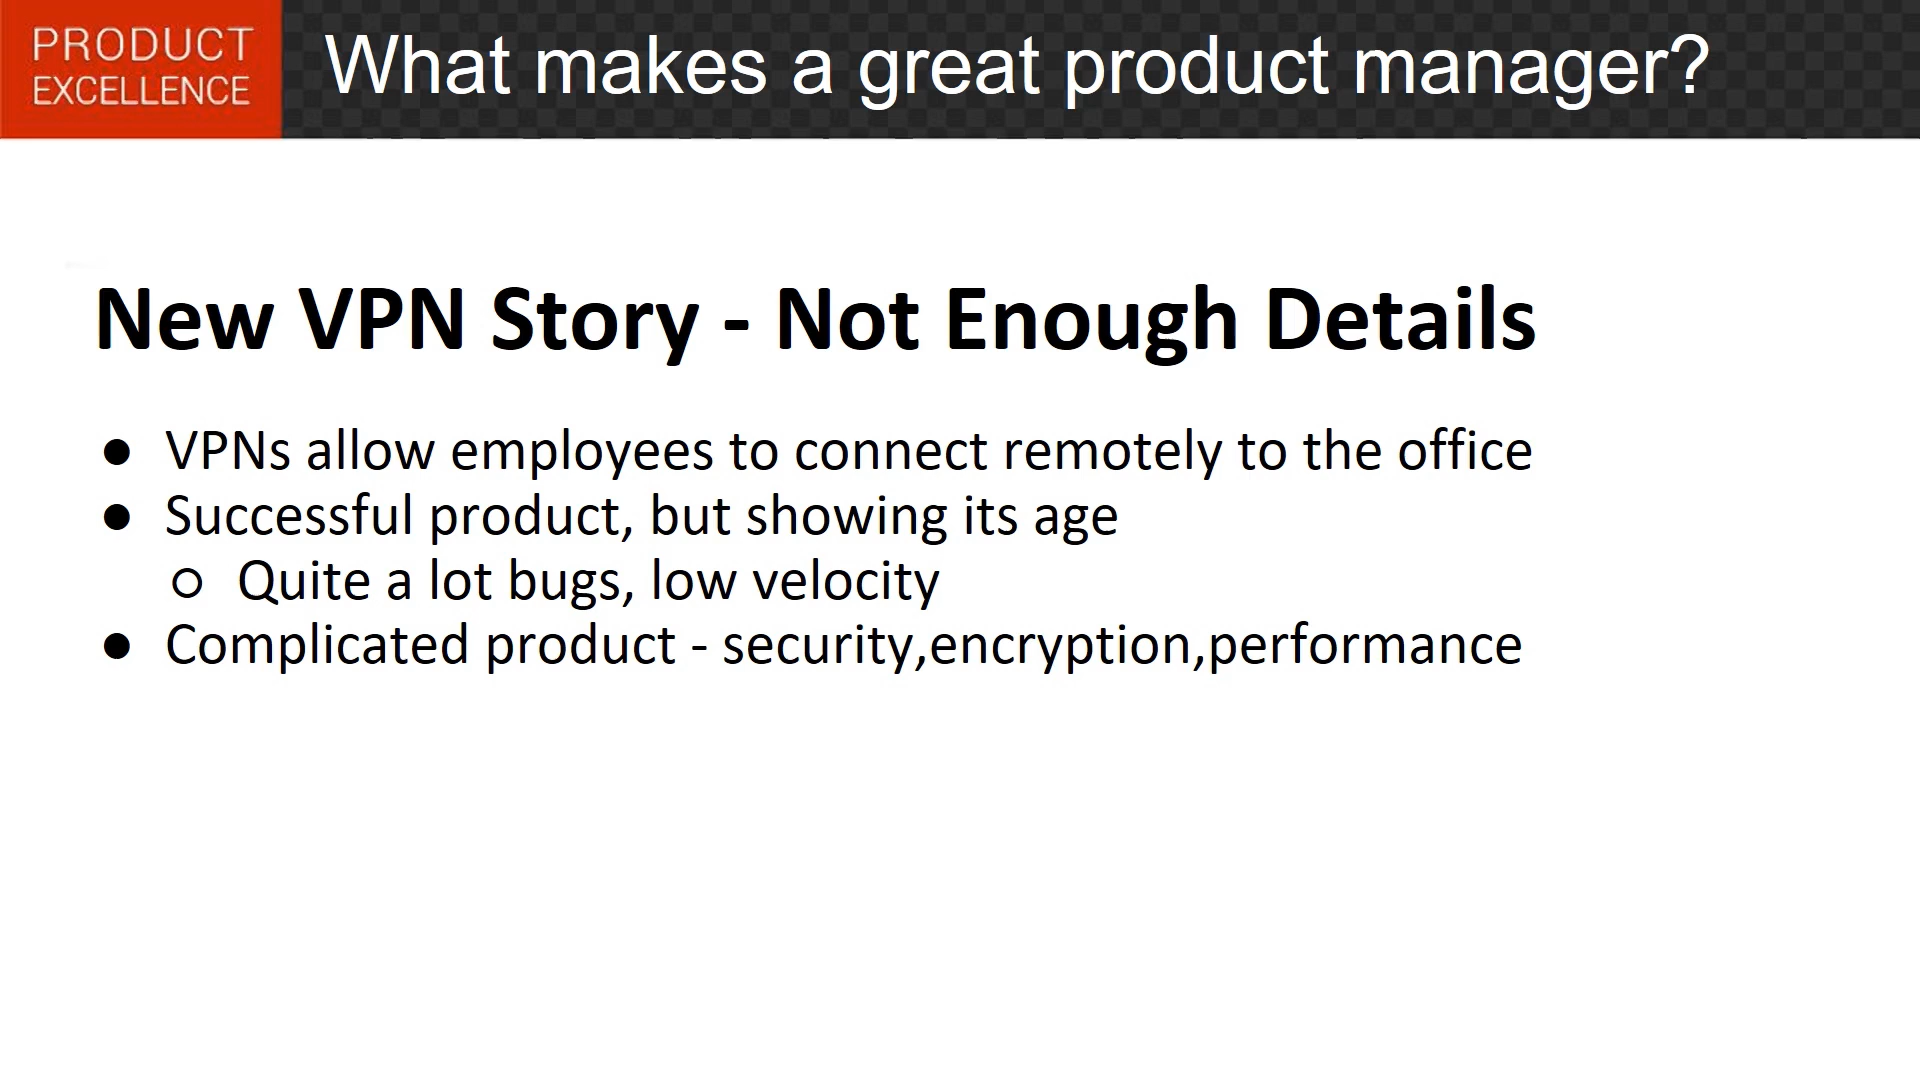 PRODUCT
EXCELLENCE
What makes a great product manager?
New VPN Story - Not Enough Details
● VPNs allow employees to connect remotely to the office
● Successful product, but showing its age
○ Quite a lot bugs, low velocity
● Complicated product - security,encryption,performance